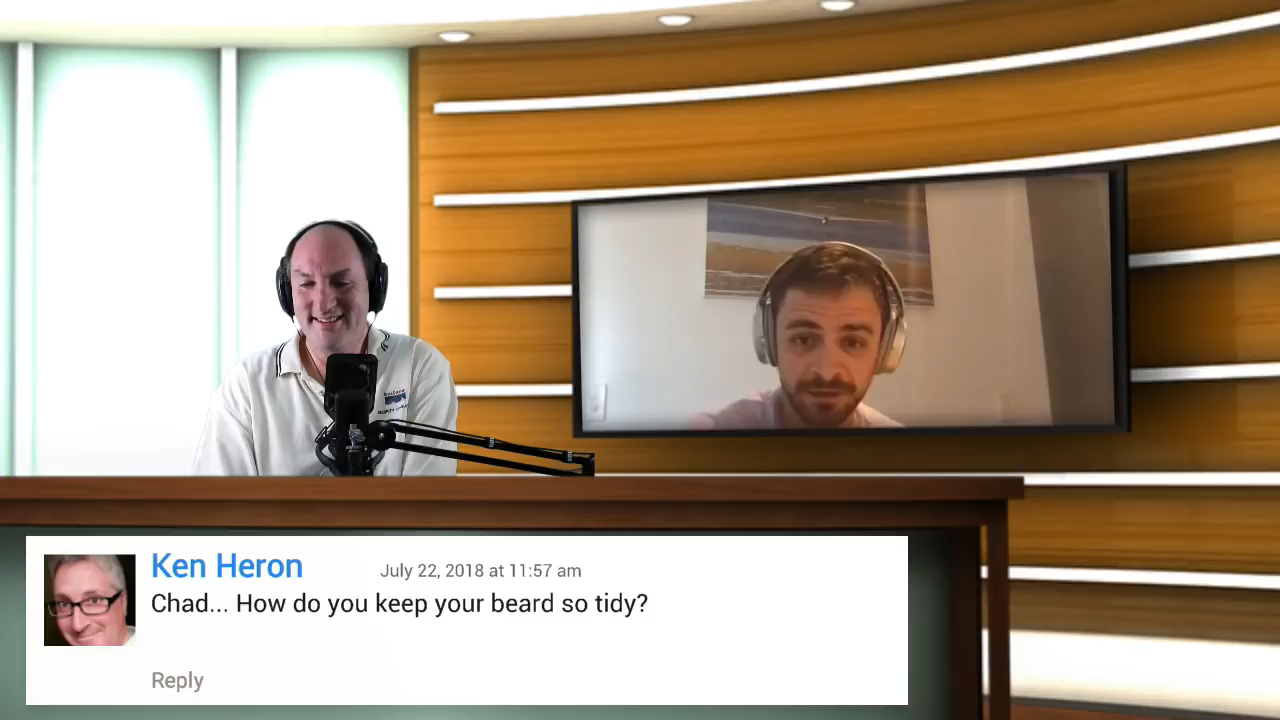 Ken Heron July 22, 2018 at 11:57 am
Chad... How do you keep your beard so tidy?
Reply